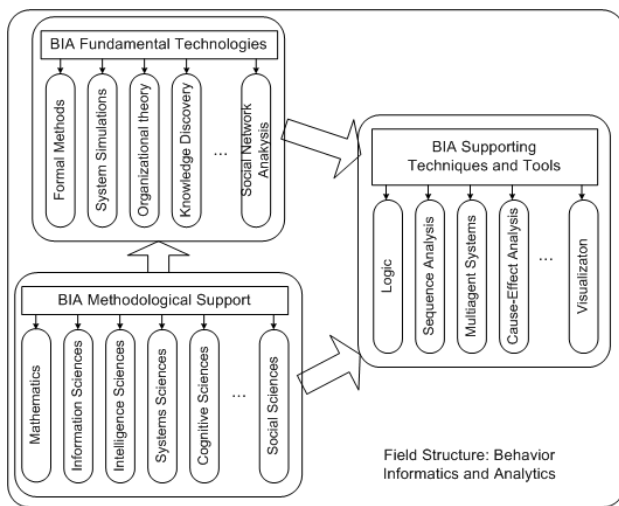 BIA Fundamental Technologies
Formal Methods
System Simulations
Organizational theory
Knowledge Discovery
...
Social Network
Anakysis
BIA Supporting
Techniques and Tools
Logic
Sequence Analysis
Multiagent Systems
Cause-Effect Analysis
...
Visualizaton
BIA Methodological Support
Mathematics
Information Sciences
Intelligence Sciences
Systems Sciences
Cognitive Sciences
...
Social Sciences
Field Structure: Behavior
Informatics and Analytics